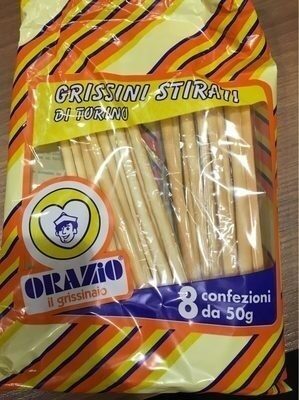 GRISSINI STIRATI
DI TORINO
ORAZIO
il grissinaio
8 confezioni
da 50g